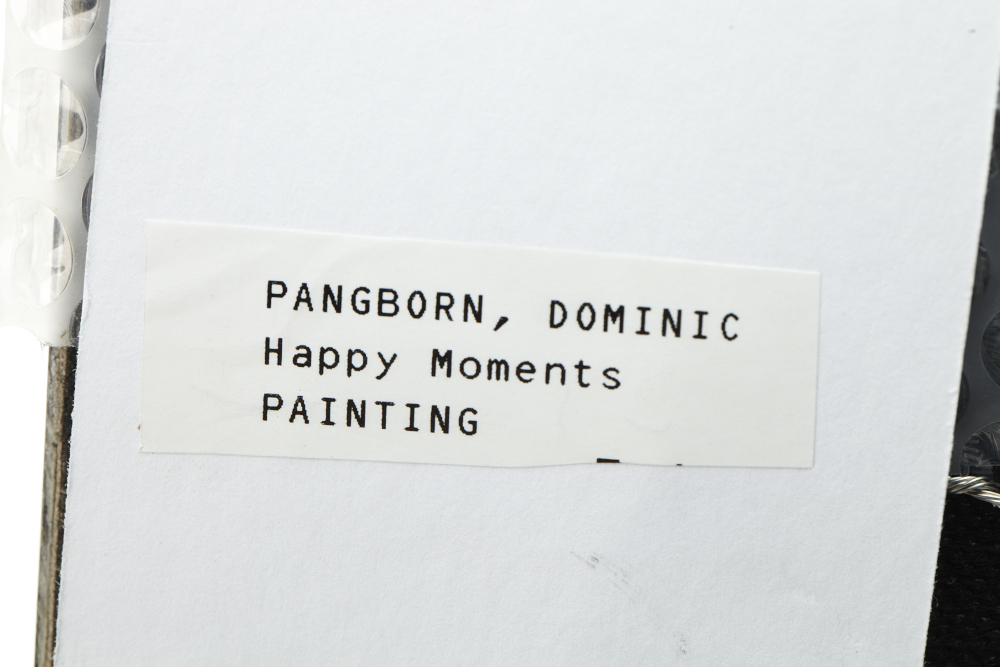 PANGBORN, DOMINIC
Happy Moments
PAINTING